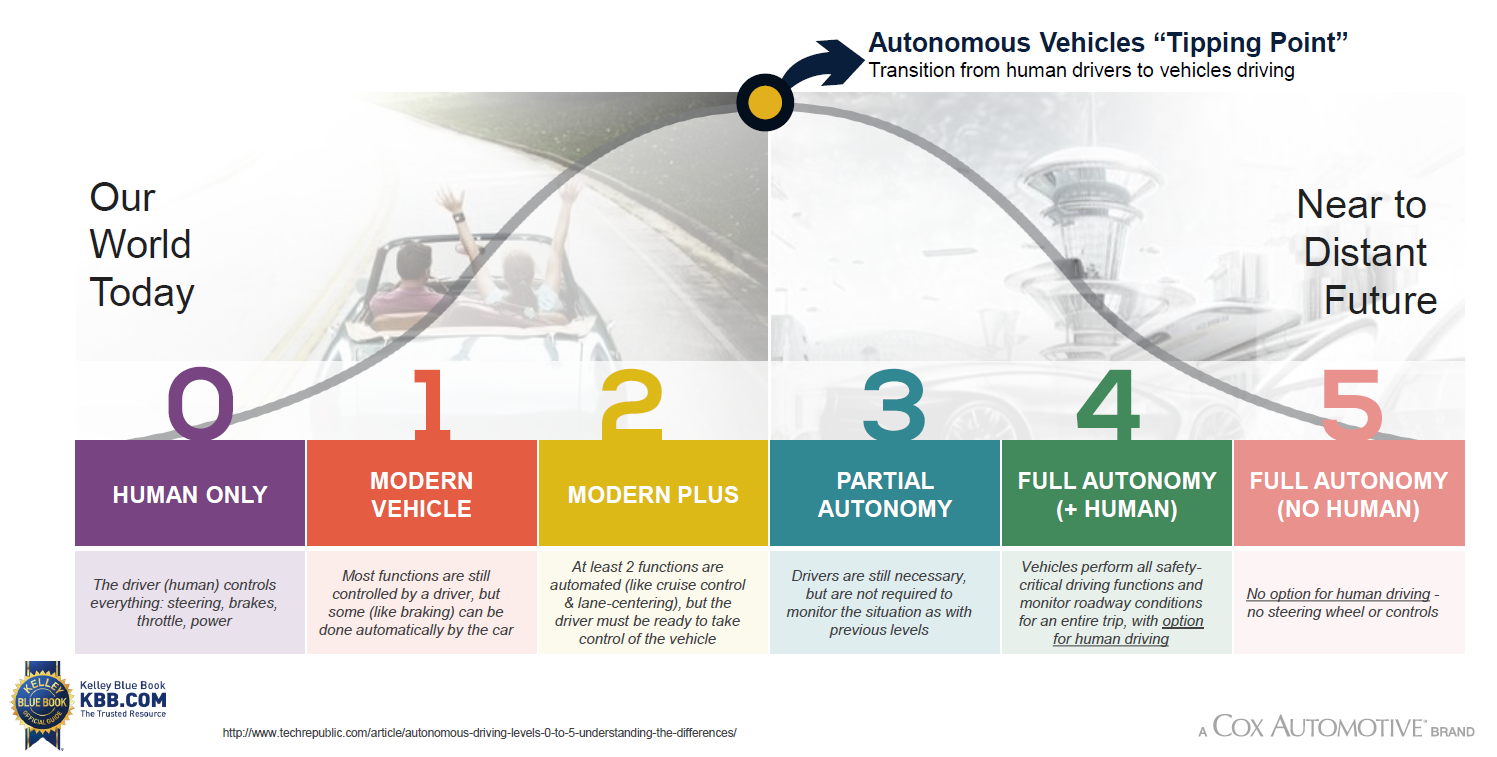 Autonomous Vehicles “Tipping Point”
Transition from human drivers to vehicles driving
Our
World
Today
Near to
Distant
Future
0
1
2
3
4
5
HUMAN ONLY
MODERN
VEHICLE
MODERN PLUS
PARTIAL
AUTONOMY
FULL AUTONOMY
(+ HUMAN)
FULL AUTONOMY
(NO HUMAN)
The driver (human) controls
everything: steering, brakes,
throttle, power
Most functions are still
controlled by a driver, but
some (like braking) can be
done automatically by the car
At least 2 functions are
automated (like cruise control
& lane-centering), but the
driver must be ready to take
control of the vehicle
Drivers are still necessary,
but are not required to
monitor the situation as with
previous levels
Vehicles perform all safety-
critical driving functions and
monitor roadway conditions
for an entire trip, with option
for human driving
No option for human driving -
no steering wheel or controls
KELLEY
BLUE BOOK
OFFICIAL GUIDE
Kelley Blue Book
KBB.COM
The Trusted Resource
http://www.techrepublic.com/article/autonomous-driving-levels-0-to-5-understanding-the-differences/
A COX AUTOMOTIVE™ BRAND